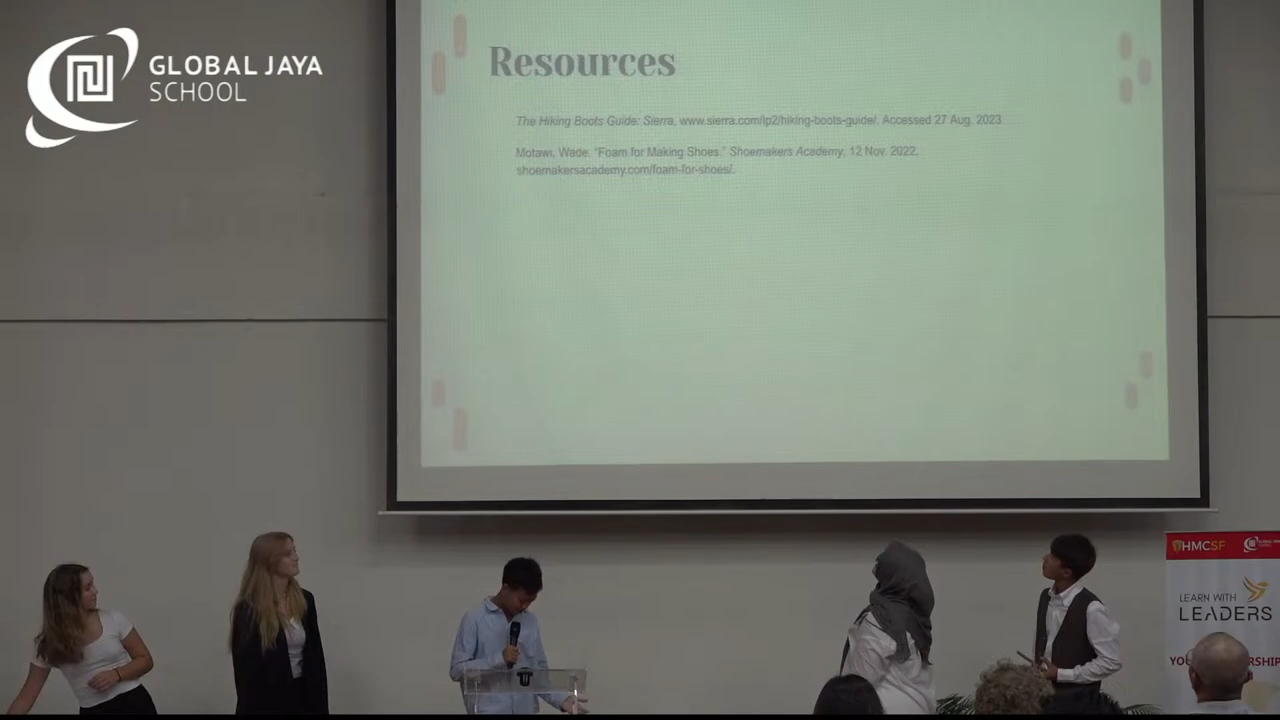 GLOBAL JAYA
SCHOOL
Resources
The Hiking Boots Guide: Sierra, www.sierra.com/lp2/hiking-boots-guide/. Accessed 27 Aug. 2023
Motawi, Wade. “Foam for Making Shoes.” Shoemakers Academy, 12 Nov. 2022,
shoemakersacademy.com/foam-for-shoes/.
HMCSF
LEARN WITH
LEADERS